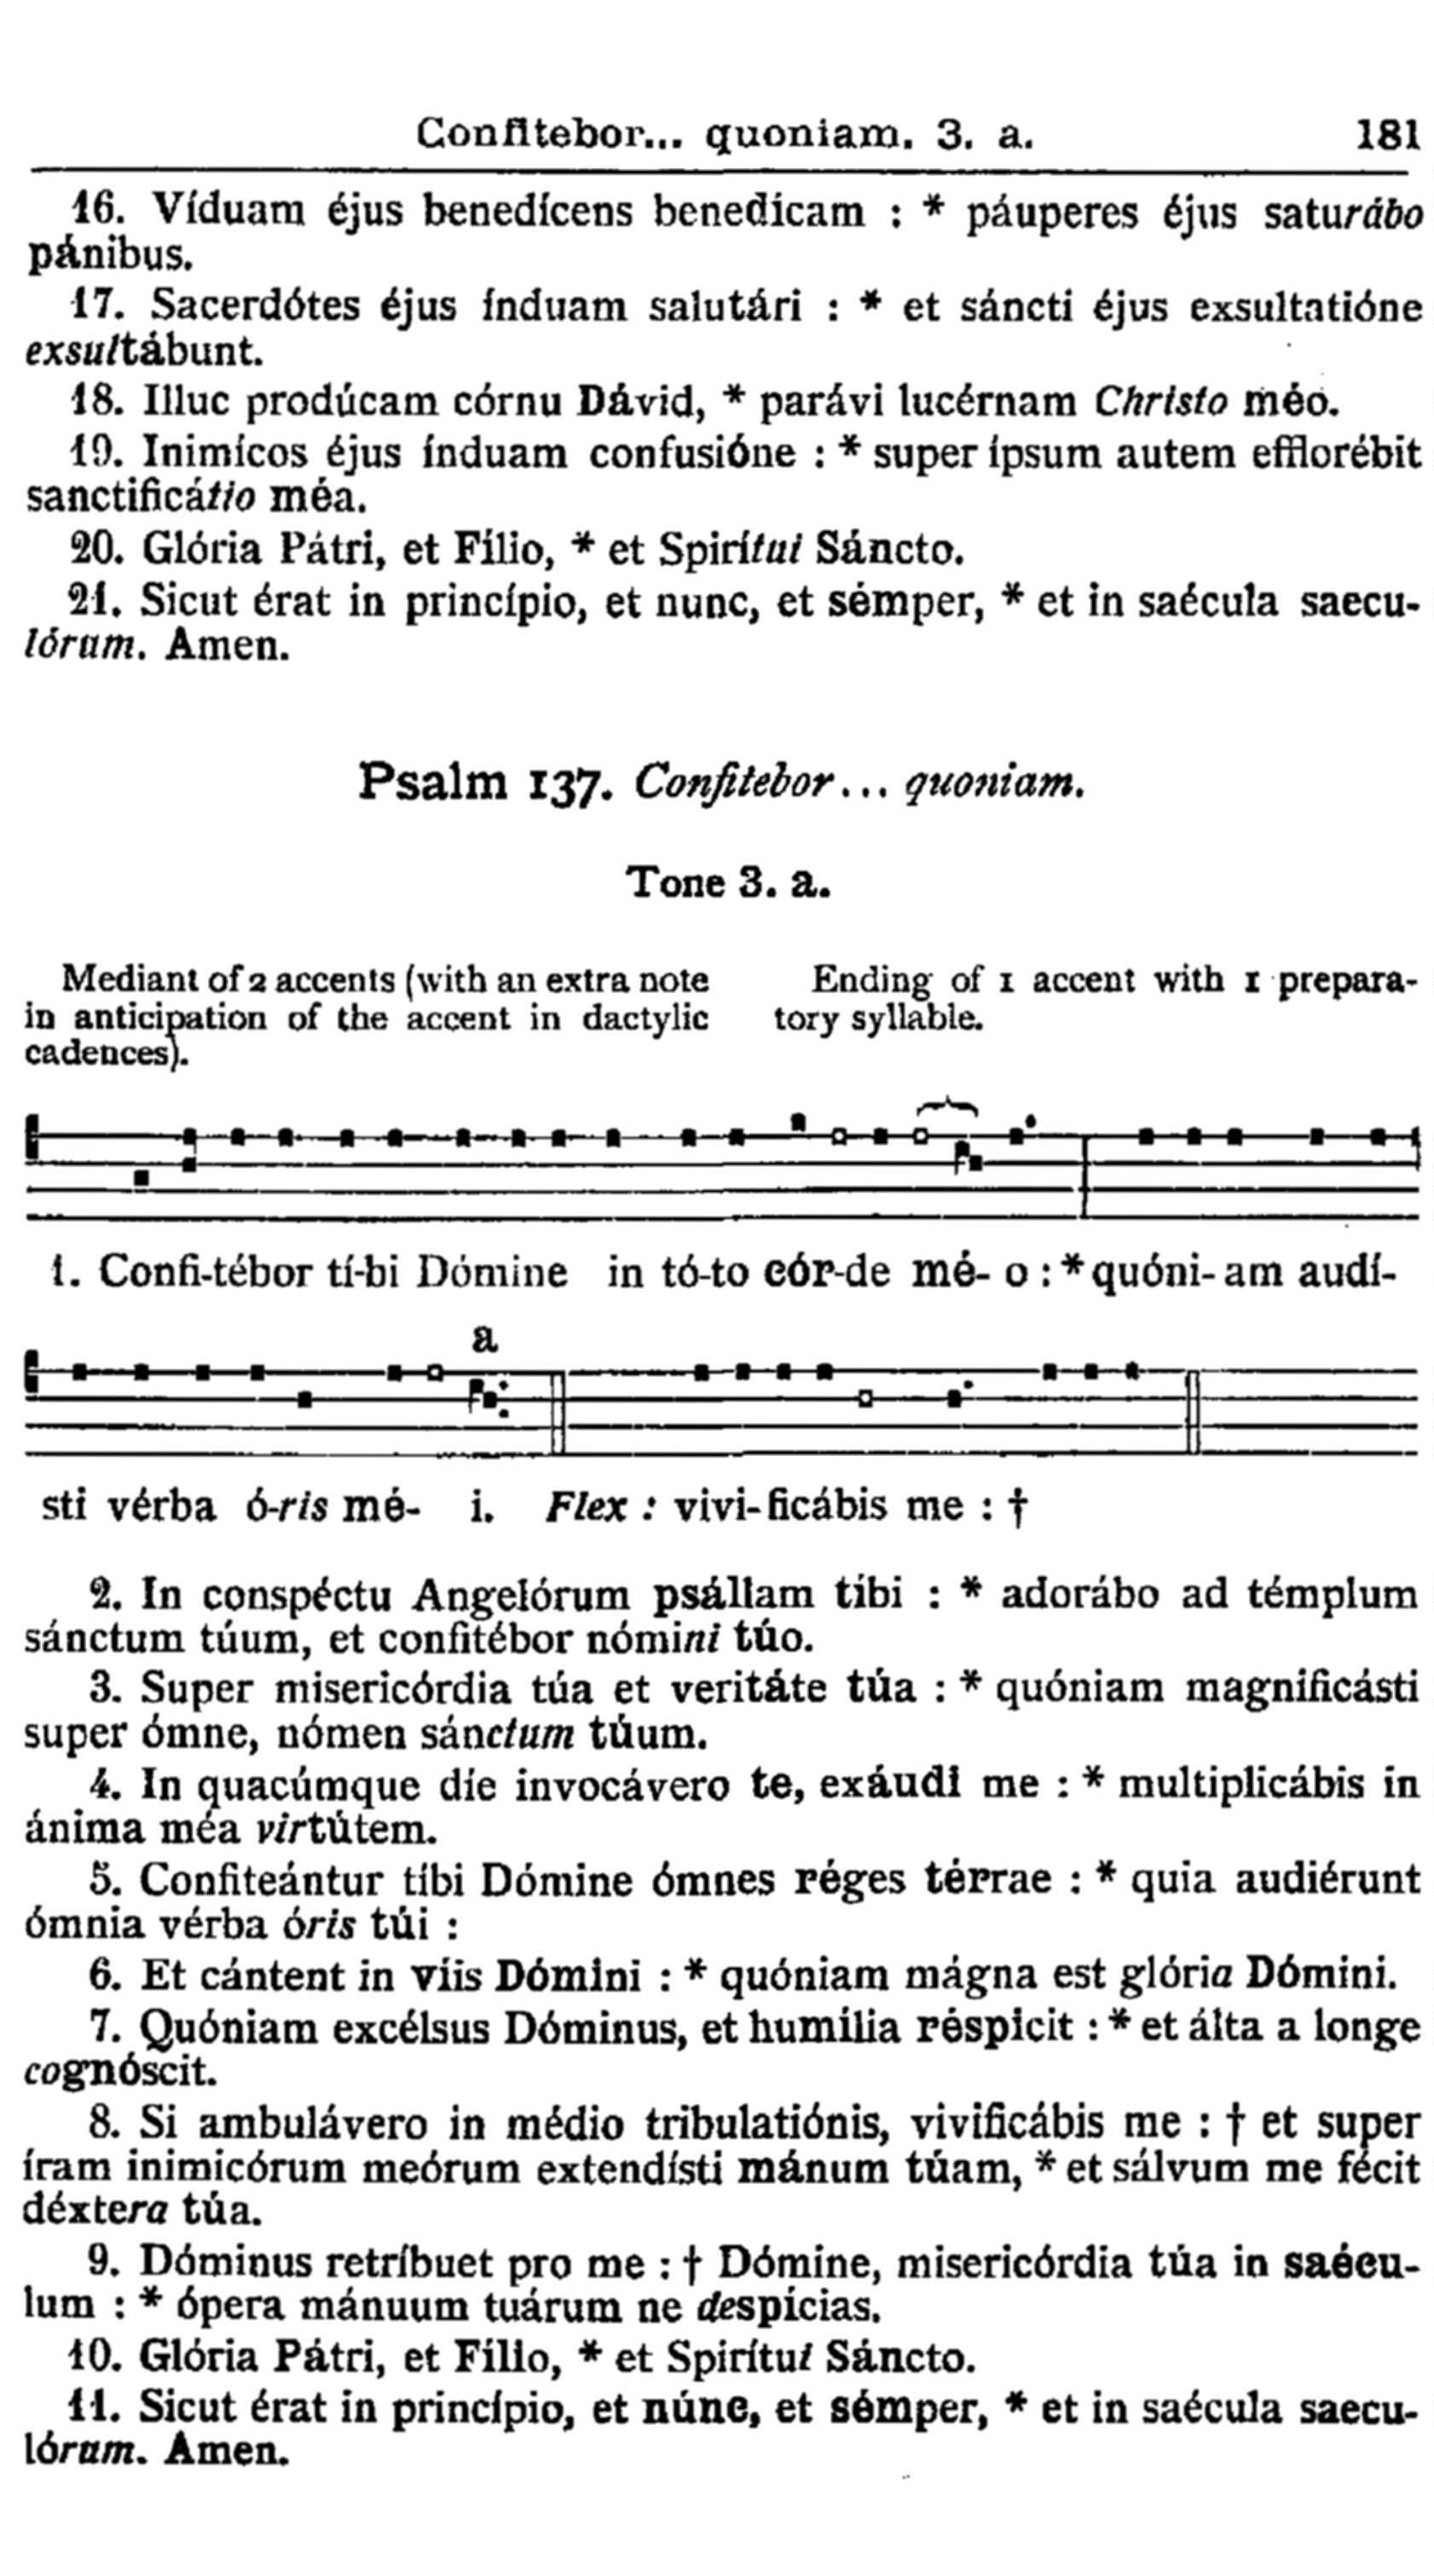 Confitebor... quoniam. 3. a. 181
16. Víduam éjus benedícens benedícam : * páuperes éjus saturábo
pánibus.
17. Sacerdótes éjus índuam salutári : * et sáncti éjus exsultatióne
exsultábunt.
18. Illuc prodúcam córnu Dávid, * parávi lucérnam Christo méo.
19. Inimícos éjus índuam confusióne : * super ípsum autem efflorébit
sanctificátio méa.
20. Glória Pátri, et Fílio, * et Spirítui Sáncto.
21. Sicut érat in princípio, et nunc, et sémper, * et in saécula saecu-
lórum. Amen.
Psalm 137. Confitebor... quoniam.
Tone 3. a.
Mediant of 2 accents (with an extra note
in anticipation of the accent in dactylic
cadences).
Ending of 1 accent with 1 prepara-
tory syllable.
1. Confi-tébor tí-bi Dómine in tó-to cór-de mé- o : * quóni- am audí-
a
sti vérba ó-ris mé- i. Flex : vivi-ficábis me : †
2. In conspéctu Angelórum psállam tíbi : * adorábo ad témplum
sánctum túum, et confitébor nómini túo.
3. Super misericórdia túa et veritáte túa : * quóniam magnificásti
super ómne, nómen sánctum túum.
4. In quacúmque díe invocávero te, exáudi me : * multiplicábis in
ánima méa virtútem.
5. Confiteántur tíbi Dómine ómnes réges térrae : * quia audiérunt
ómnia vérba óris túi :
6. Et cántent in víis Dómini : * quóniam mágna est glória Dómini.
7. Quóniam excélsus Dóminus, et humília réspicit : * et álta a longe
cognóscit.
8. Si ambulávero in médio tribulatiónis, vivificábis me : † et super
íram inimicórum meórum extendísti mánum túam, * et sálvum me fécit
déxtera túa.
9. Dóminus retríbuet pro me : † Dómine, misericórdia túa in saécu-
lum : * ópera mánuum tuárum ne despícias.
10. Glória Pátri, et Fílio, * et Spirítui Sáncto.
11. Sicut érat in princípio, et núnc, et sémper, * et in saécula saecu-
lórum. Amen.